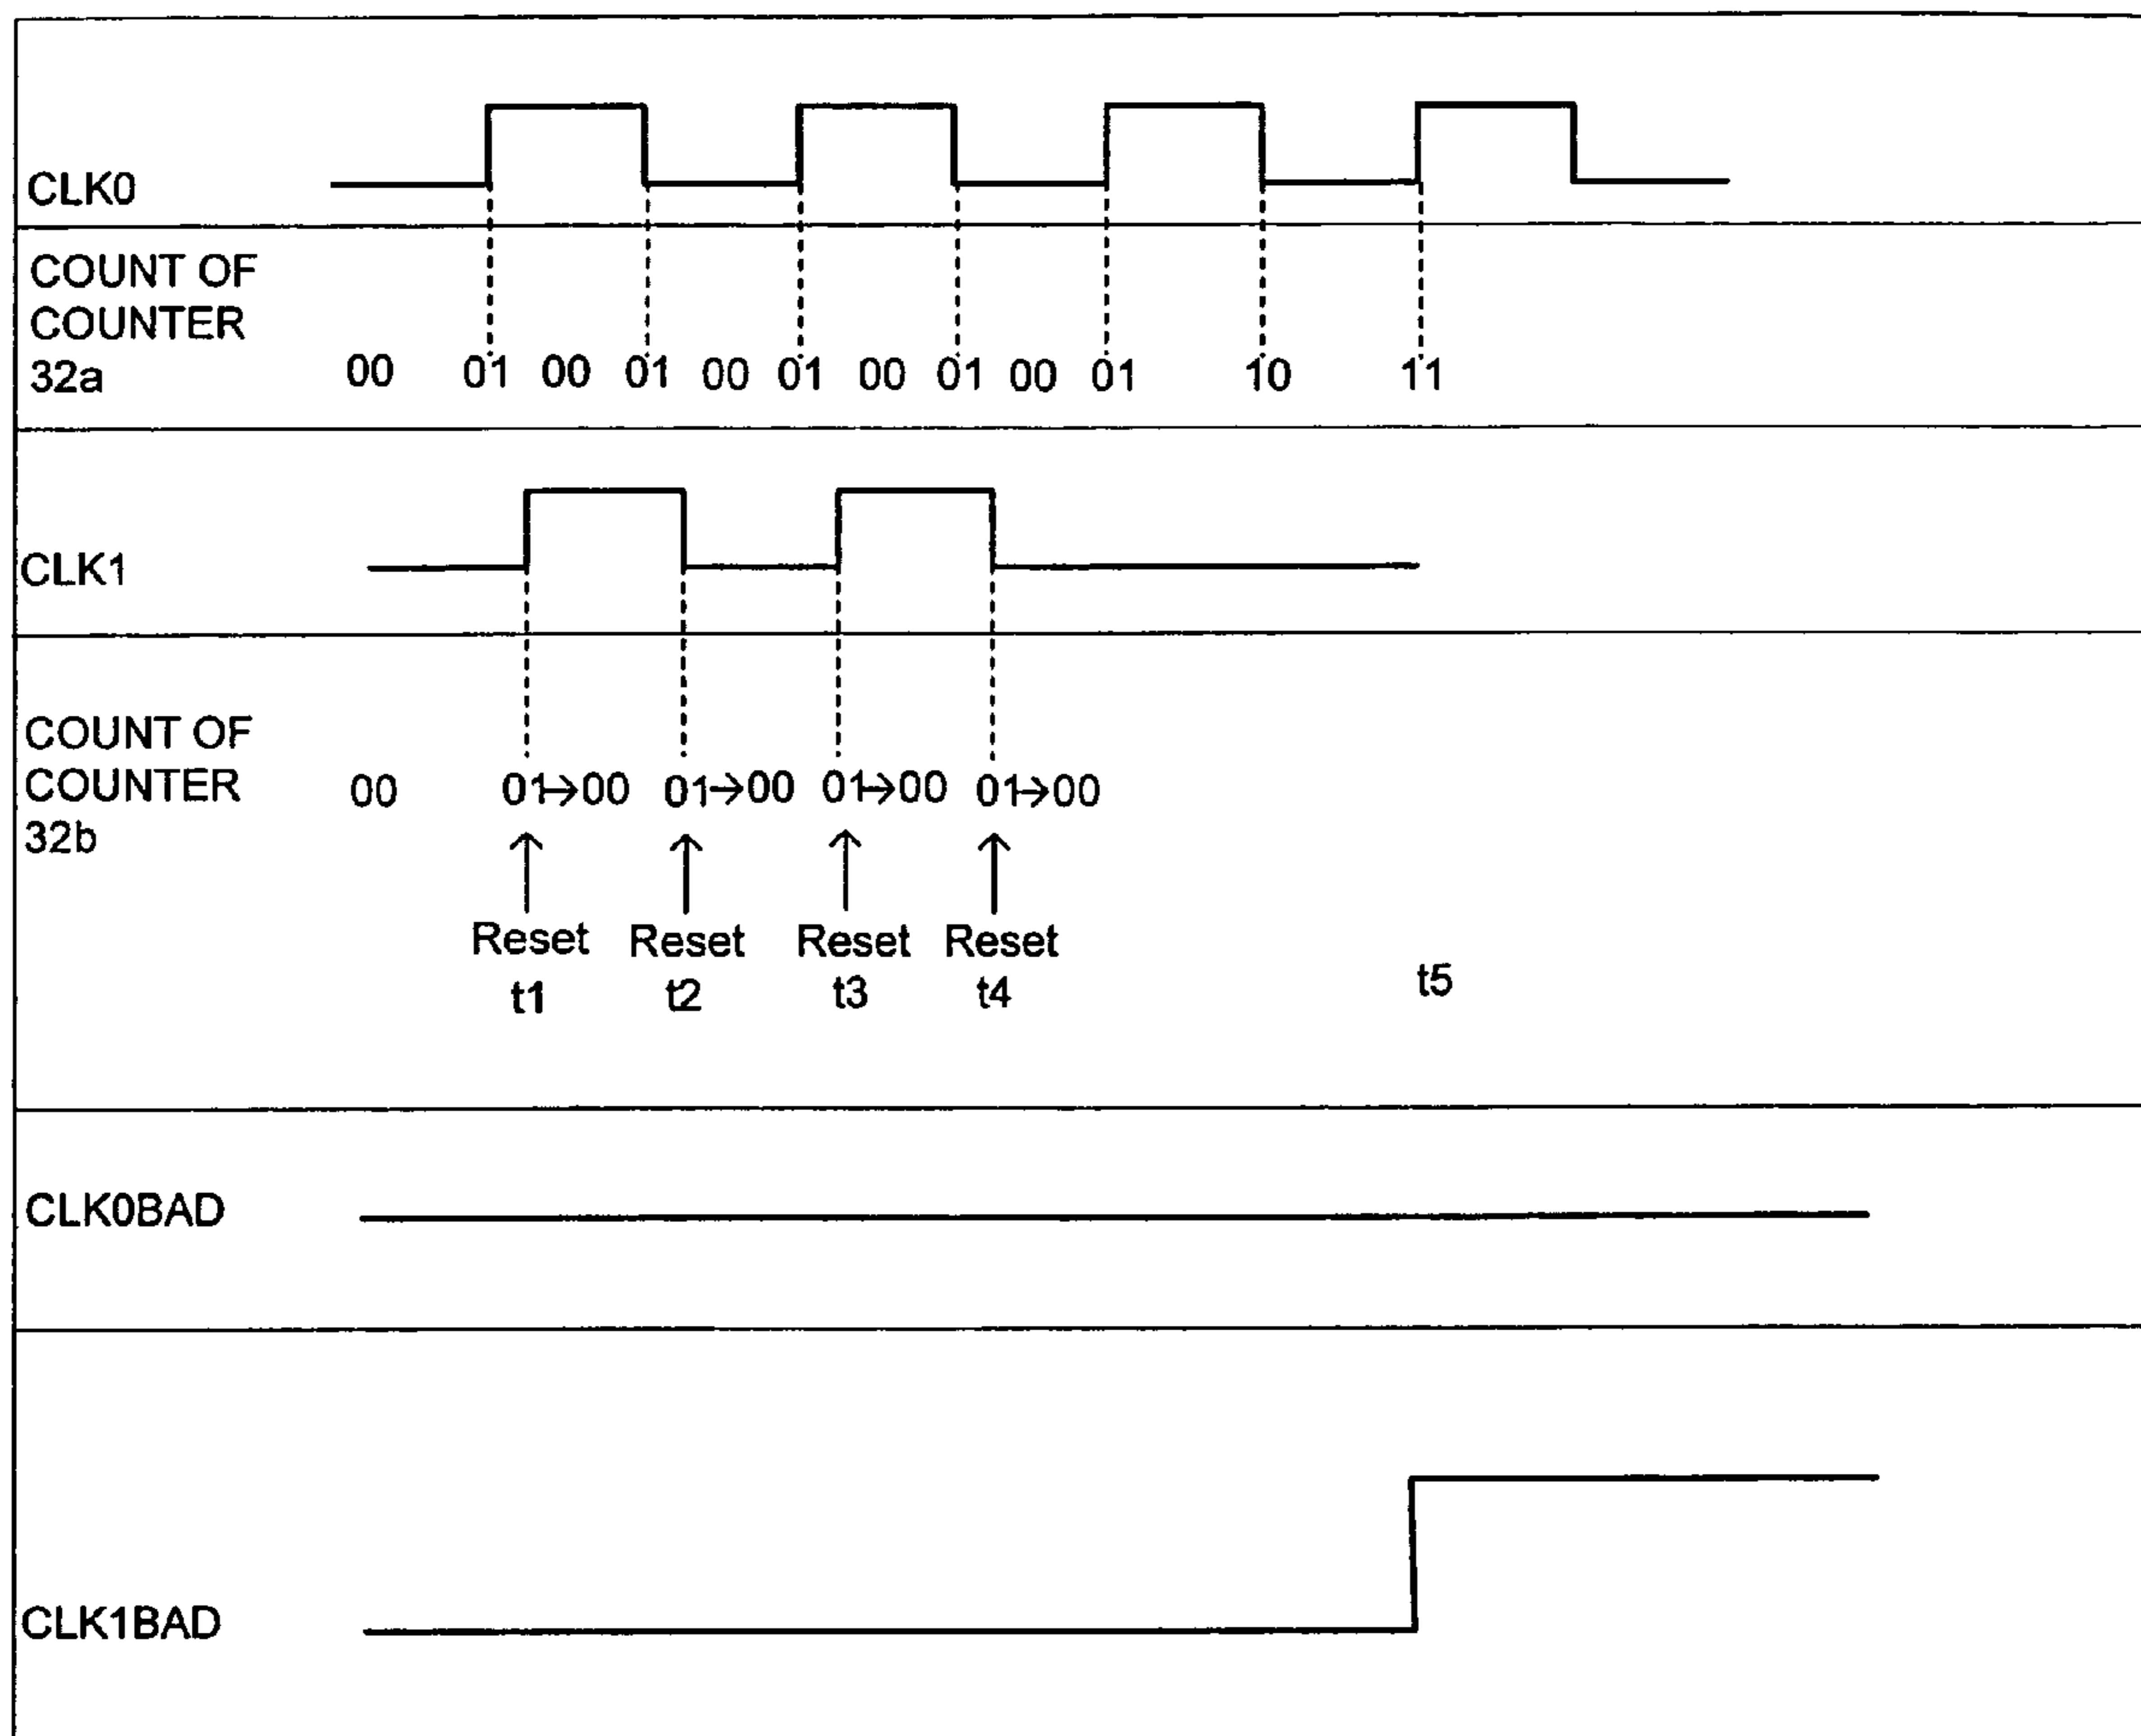 CLK0
COUNT OF
COUNTER
32a
00 01 00 01 00 01 00 01 00 01 10 11
CLK1
COUNT OF
COUNTER
32b
00 01→00 01→00 01→00 01→00
Reset Reset Reset Reset
t1 t2 t3 t4 t5
CLK0BAD
CLK1BAD